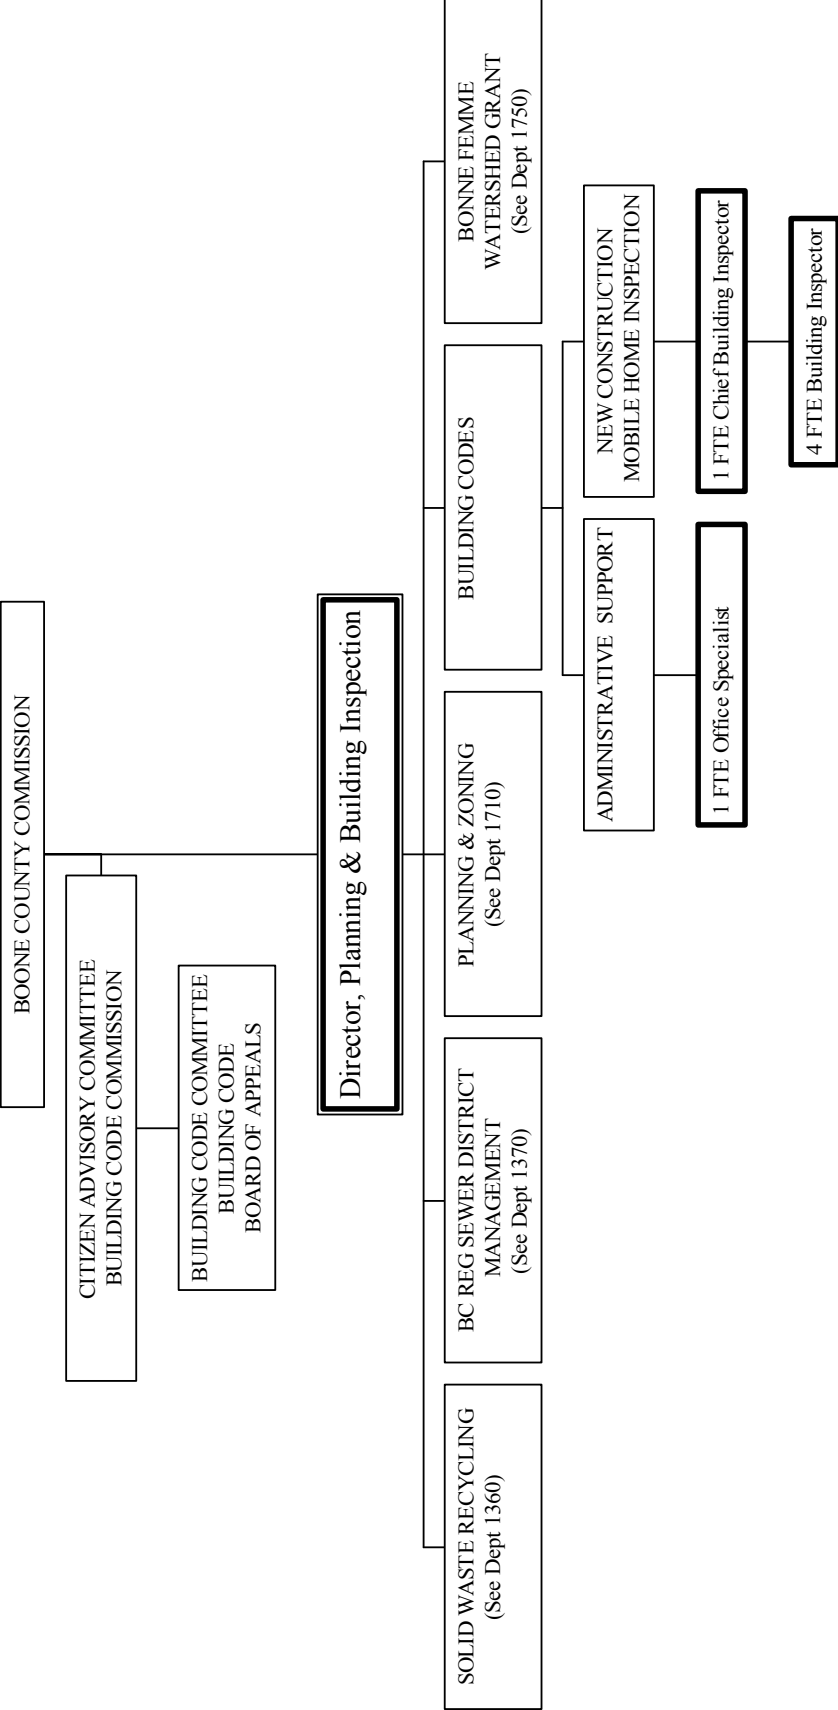 BOONE COUNTY COMMISSION
CITIZEN ADVISORY COMMITTEE
BUILDING CODE COMMISSION
BUILDING CODE COMMITTEE
BUILDING CODE
BOARD OF APPEALS
Director, Planning & Building Inspection
SOLID WASTE RECYCLING
(See Dept 1360)
BC REG SEWER DISTRICT
MANAGEMENT
(See Dept 1370)
PLANNING & ZONING
(See Dept 1710)
BUILDING CODES
BONNE FEMME
WATERSHED GRANT
(See Dept 1750)
ADMINISTRATIVE SUPPORT
NEW CONSTRUCTION
MOBILE HOME INSPECTION
1 FTE Office Specialist
1 FTE Chief Building Inspector
4 FTE Building Inspector